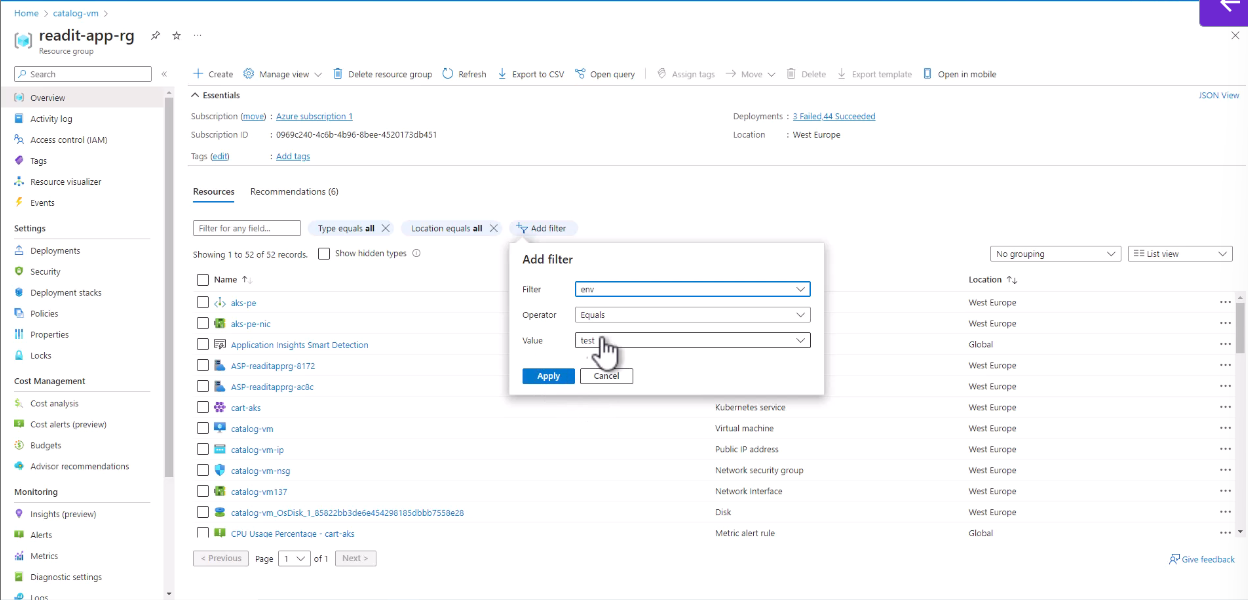 Home > catalog-vm >
readit-app-rg
Resource group
Search
Overview
Activity log
Access control (IAM)
Tags
Resource visualizer
Events
Settings
Deployments
Security
Deployment stacks
Policies
Properties
Locks
Cost Management
Cost analysis
Cost alerts (preview)
Budgets
Advisor recommendations
Monitoring
Insights (preview)
Alerts
Metrics
Diagnostic settings
Logs
Create Manage view Delete resource group Refresh Export to CSV Open query Assign tags Move Delete Export template Open in mobile
Essentials JSON View
Subscription (move) : Azure subscription 1 Deployments : 3 Failed,44 Succeeded
Subscription ID : 0969c240-4c6b-4b96-8bee-4520173db451 Location : West Europe
Tags (edit) : Add tags
Resources Recommendations (6)
Filter for any field... Type equals all Location equals all Add filter
Showing 1 to 52 of 52 records. Show hidden types No grouping List view
Add filter
Filter env
Operator Equals
Value test
Apply Cancel
Name Location
aks-pe West Europe
aks-pe-nic West Europe
Application Insights Smart Detection Global
ASP-readitapprg-8172 West Europe
ASP-readitapprg-ac8c West Europe
cart-aks Kubernetes service West Europe
catalog-vm Virtual machine West Europe
catalog-vm-ip Public IP address West Europe
catalog-vm-nsg Network security group West Europe
catalog-vm137 Network Interface West Europe
catalog-vm_OsDisk_1_85822bb3de6e454298185dbbb7558e28 Disk West Europe
CPU Usage Percentage - cart-aks Metric alert rule Global
< Previous Page 1 of 1 Next > Give feedback